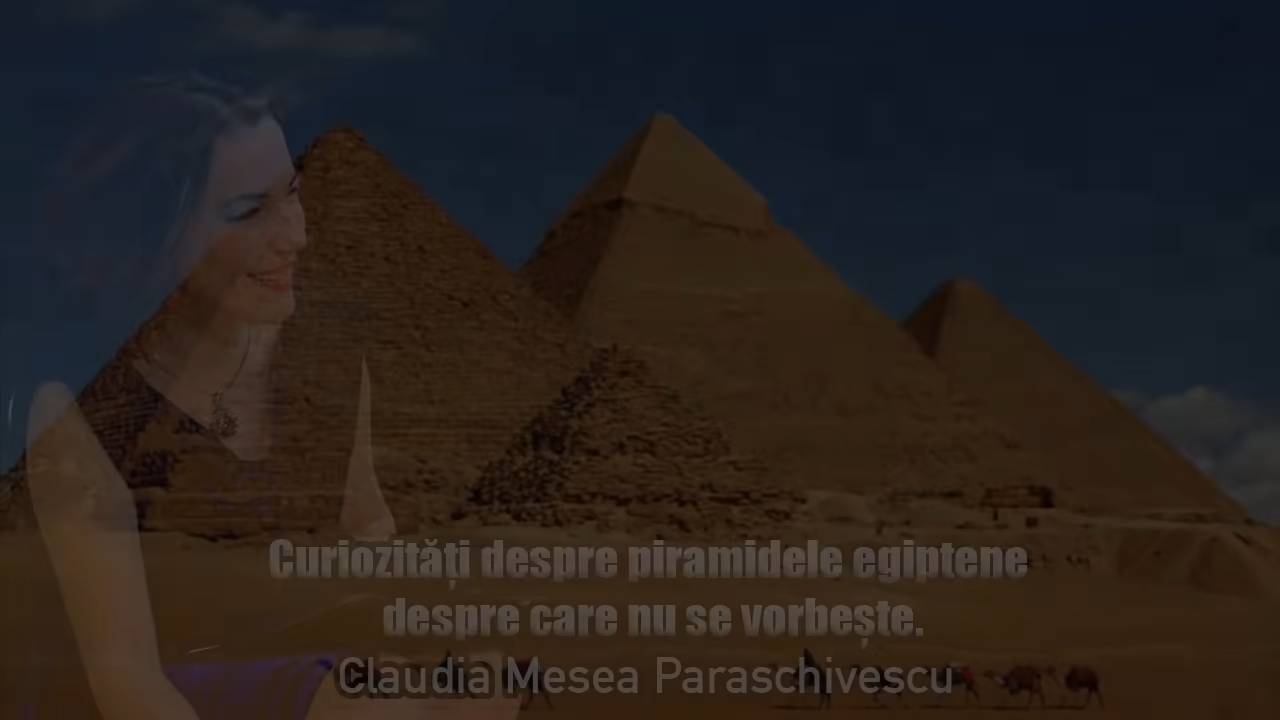 Curiozități despre piramidele egiptene
despre care nu se vorbește.
Claudia Mesea Paraschivescu